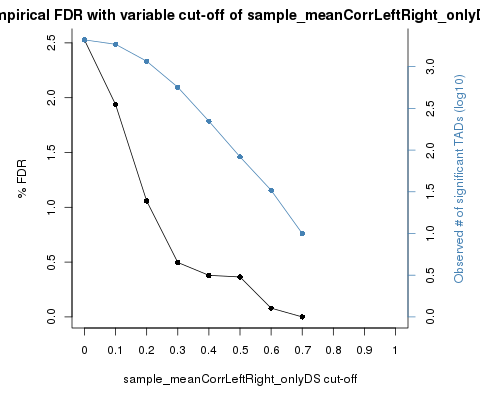 mpirical FDR with variable cut-off of sample_meanCorrLeftRight_onlyD
% FDR
2.5
2.0
1.5
1.0
0.5
0.0
3.0
2.5
2.0
1.5
1.0
0.5
0.0
Observed # of significant TADs (log10)
0 0.1 0.2 0.3 0.4 0.5 0.6 0.7 0.8 0.9 1
sample_meanCorrLeftRight_onlyDS cut-off